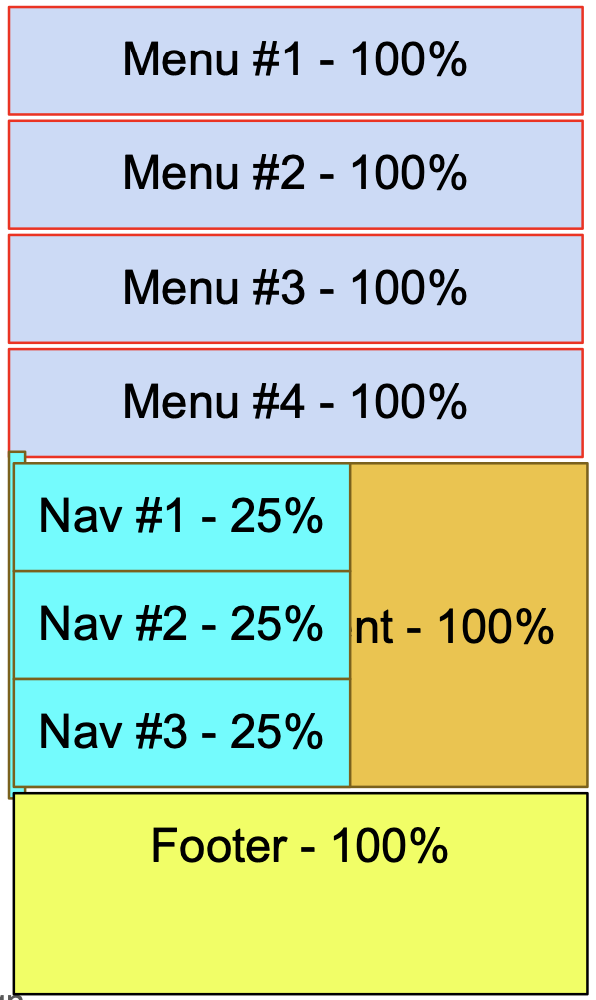 Menu #1 - 100%
Menu #2 - 100%
Menu #3 - 100%
Menu #4 - 100%
Nav #1 - 25%
Nav #2 - 25%
nt - 100%
Nav #3 - 25%
Footer - 100%